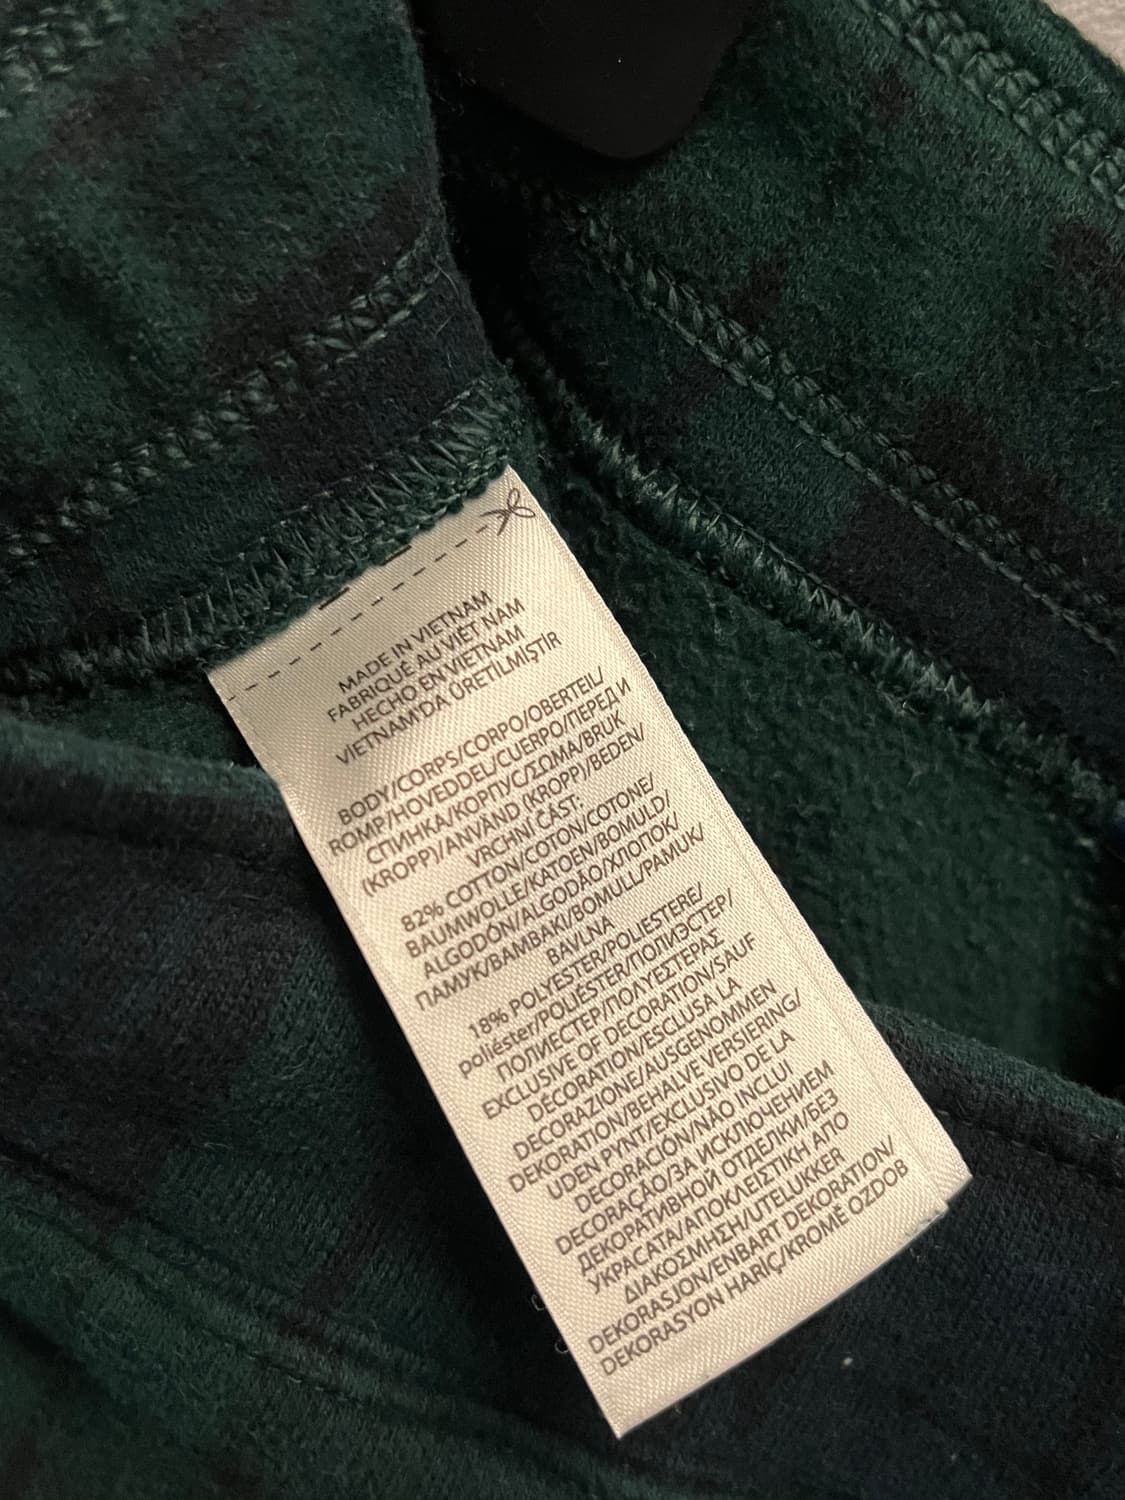 MADE IN VIETNAM
FABRIQUÉ AU VIET NAM
HECHO EN VIETNAM
VIETNAM'DA ÜRETİLMİŞTİR
BODY/CORPS/CORPO/OBERTEIL/
ROMP/HOVEDDEL/CUERPO/ПЕРЕД И
СПИНКА/КОРПУС/ΣΩΜΑ/BRUK
(KROPP)/ANVÄND (KROPP)/BEDEN/
VRCHNÍ ČÁST:
82% COTTON/COTON/COTONE/
BAUMWOLLE/KATOEN/BOMULD/
ALGODÓN/ALGODÃO/ХЛОПОК/
ПАМУК/ΒΑΜΒΑΚΙ/BOMULL/PAMUK/
BAVLNA
18% POLYESTER/POLIESTERE/
poliéster/POLIÉSTER/ПОЛИЭСТЕР/
ПОЛИЕСТЕР/ΠΟΛΥΕΣΤΕΡΑΣ
EXCLUSIVE OF DECORATION/SAUF
DÉCORATION/ESCLUSA LA
DECORAZIONE/AUSGENOMMEN
DEKORATION/BEHALVE VERSIERING/
UDEN PYNT/EXCLUSIVO DE LA
DECORACIÓN/NÃO INCLUI
DECORAÇÃO/ЗА ИСКЛЮЧЕНИЕМ
ДЕКОРАТИВНОЙ ОТДЕЛКИ/БЕЗ
УКРАСАТА/ΑΠΟΚΛΕΙΣΤΙΚΗ ΑΠΟ
ΔΙΑΚΟΣΜΗΣΗ/UTELUKKER
DEKORASJON/ENBART DEKORATION/
DEKORASYON HARİÇ/KROMĚ OZDOB